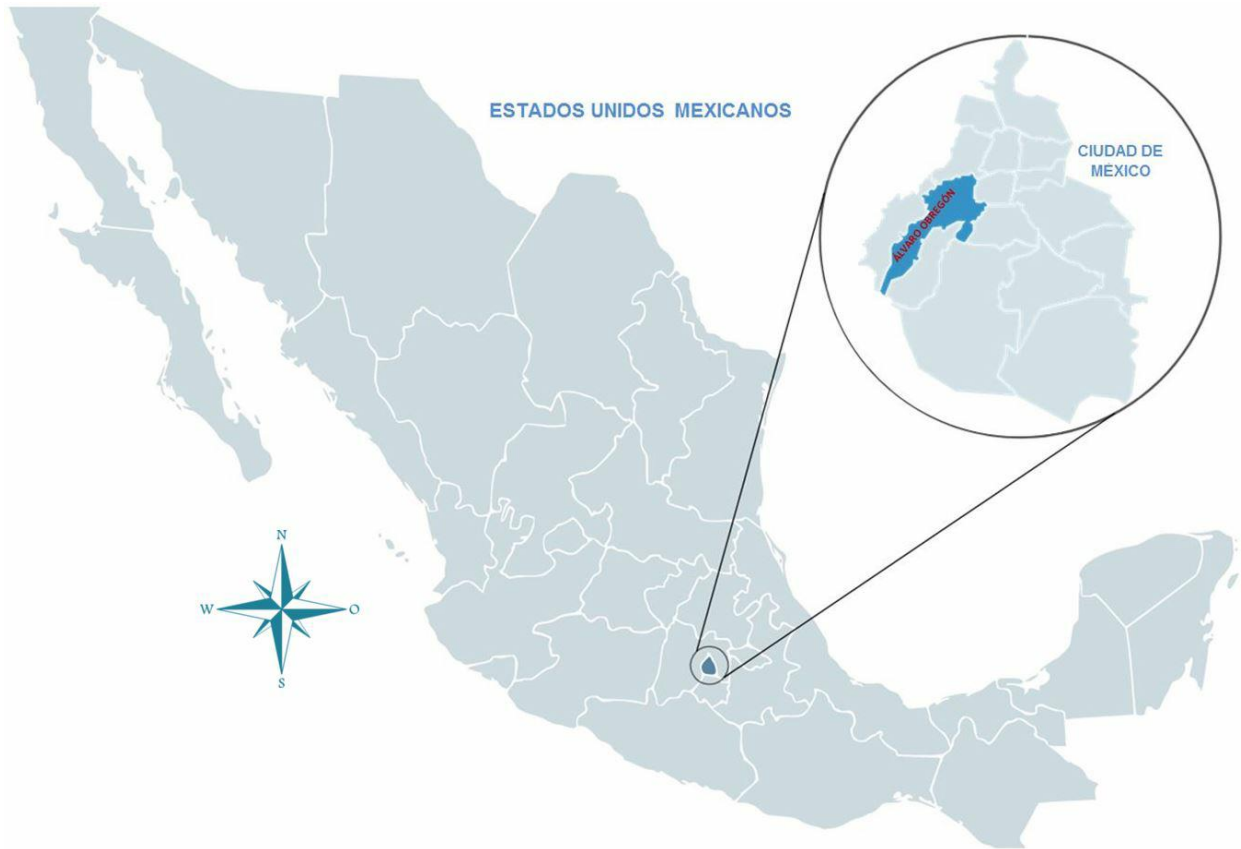 ESTADOS UNIDOS MEXICANOS
CIUDAD DE
MÉXICO
ÁLVARO OBREGÓN
N
W
O
S